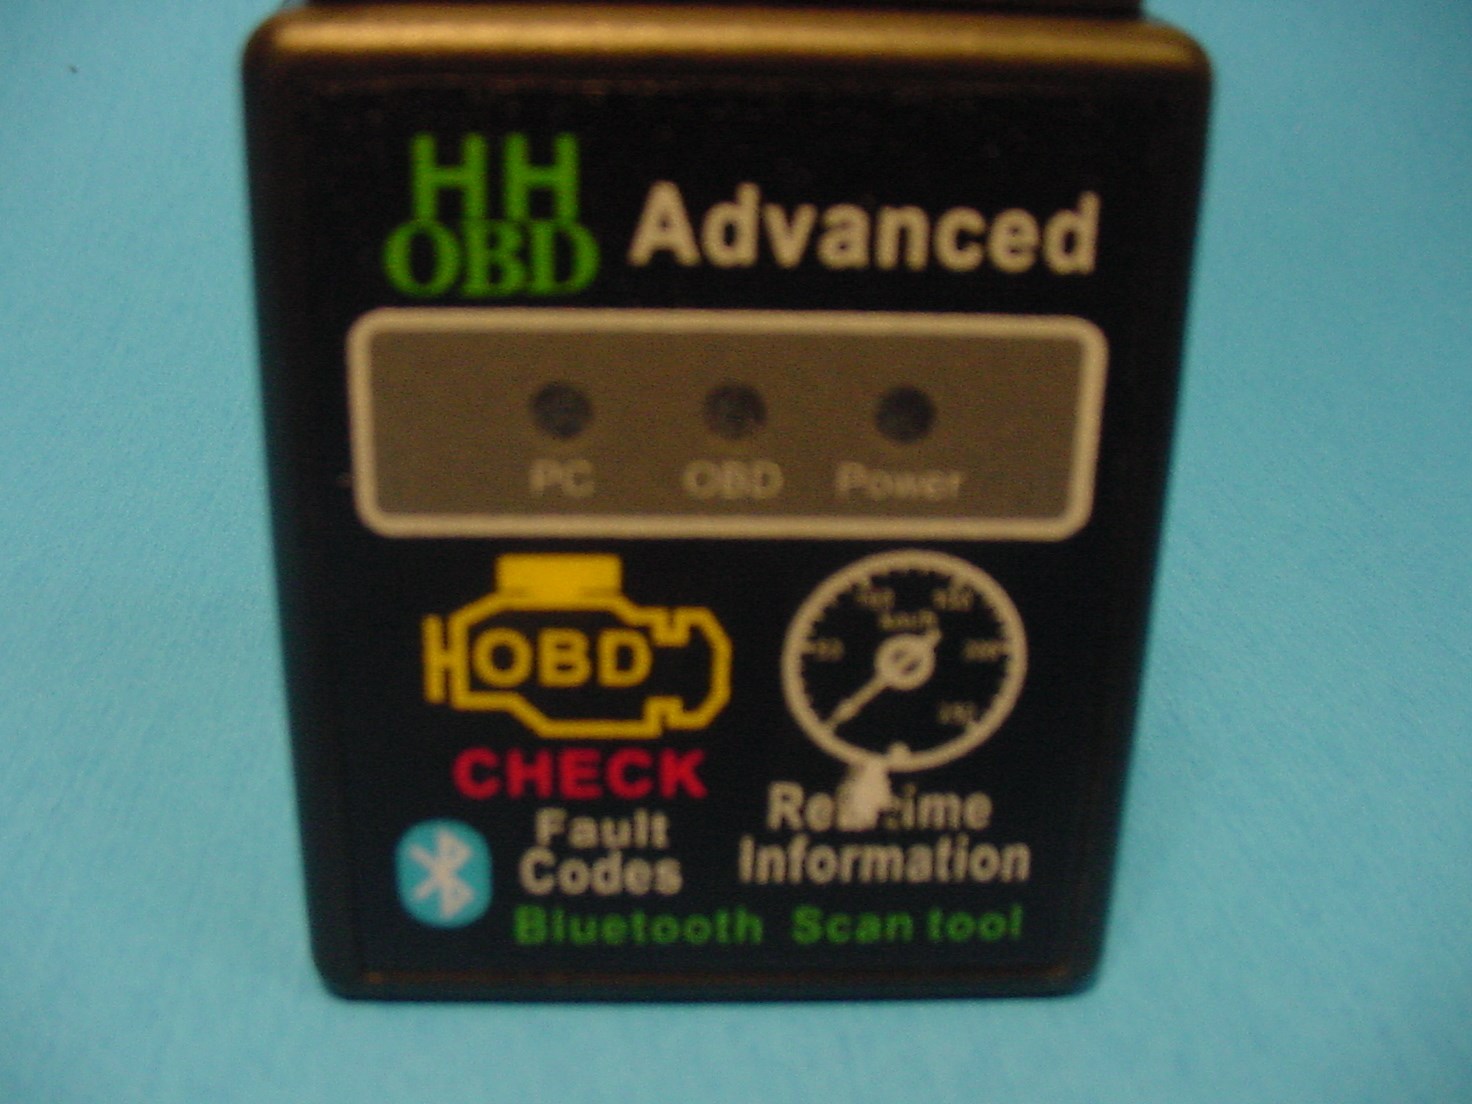 HH
OBD Advanced
PC OBD Power
OBD
CHECK
Fault
Codes
Information
Bluetooth Scan tool